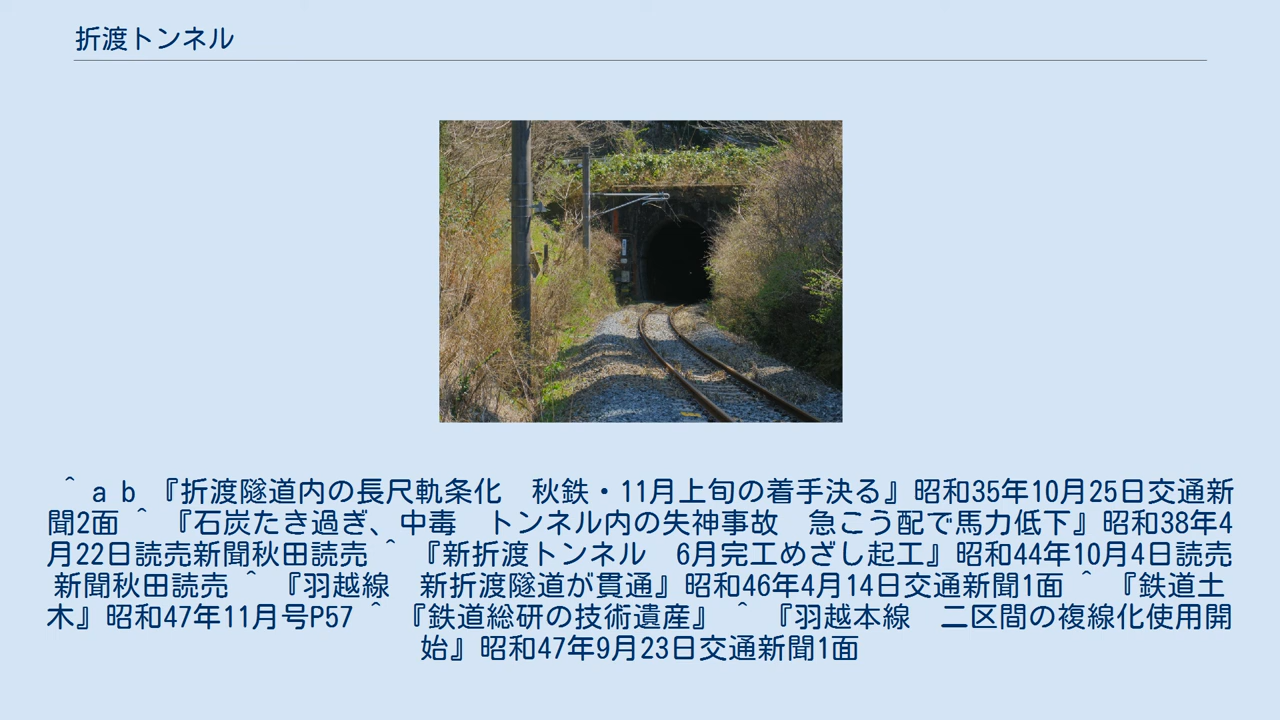 折渡トンネル
^ a b 『折渡隧道内の長尺軌条化　秋鉄・11月上旬の着手決る』昭和35年10月25日交通新
聞2面 ^ 『石炭たき過ぎ、中毒　トンネル内の失神事故　急こう配で馬力低下』昭和38年4
月22日読売新聞秋田読売 ^ 『新折渡トンネル　6月完工めざし起工』昭和44年10月4日読売
新聞秋田読売 ^ 『羽越線　新折渡隧道が貫通』昭和46年4月14日交通新聞1面 ^ 『鉄道土
木』昭和47年11月号P57 ^ 『鉄道総研の技術遺産』 ^ 『羽越本線　二区間の複線化使用開
始』昭和47年9月23日交通新聞1面